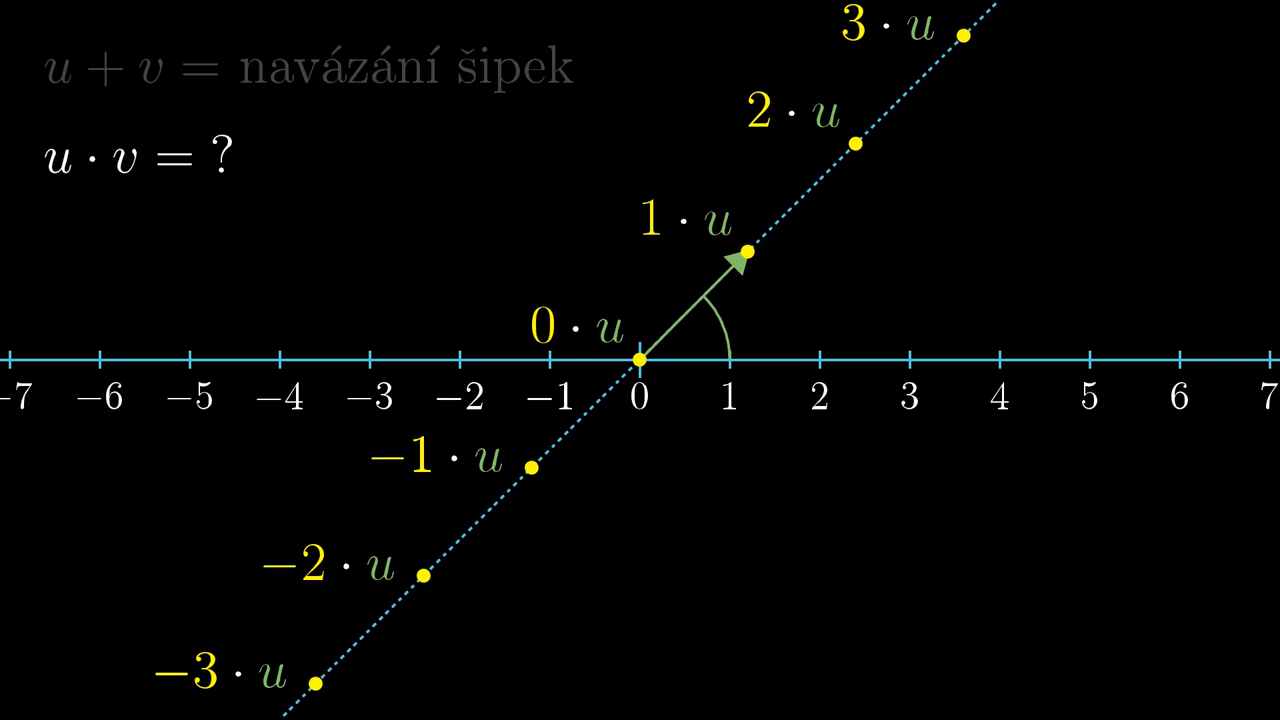 3 · u
u + v = navázání šipek
2 · u
u · v = ?
1 · u
0 · u
−7 −6 −5 −4 −3 −2 −1 0 1 2 3 4 5 6 7
−1 · u
−2 · u
−3 · u